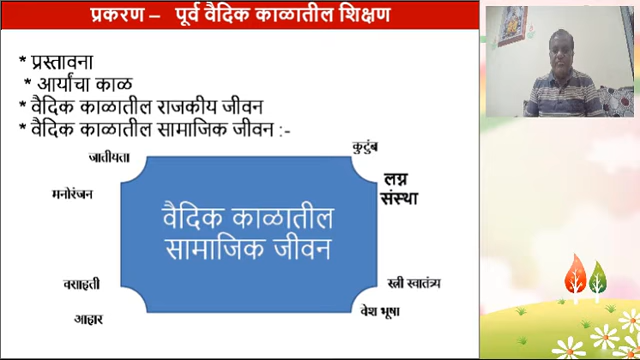 प्रकरण – पूर्व वैदिक काळातील शिक्षण
* प्रस्तावना
* आर्यांचा काळ
* वैदिक काळातील राजकीय जीवन
* वैदिक काळातील सामाजिक जीवन :-
जातीयता
कुटुंब
मनोरंजन
लग्न
संस्था
वैदिक काळातील
सामाजिक जीवन
वसाहती
स्त्री स्वातंत्र्य
आहार
वेश भूषा